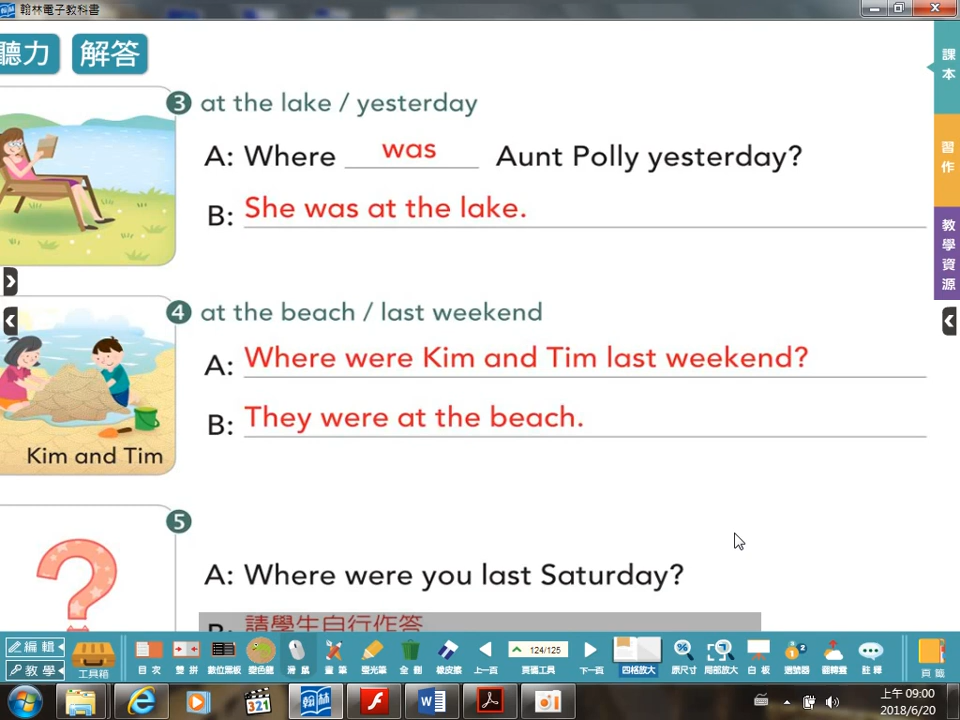 翰林電子教科書
聽力 解答
課本
習作
教學資源
3 at the lake / yesterday
A: Where was Aunt Polly yesterday?
B: She was at the lake.
4 at the beach / last weekend
A: Where were Kim and Tim last weekend?
B: They were at the beach.
Kim and Tim
5
?
A: Where were you last Saturday?
B: 請學生自行作答
編輯
教學
工具箱 目次 雙拼 數位黑板 變色龍 滑鼠 畫筆 螢光筆 全刪 橡皮擦 上一頁 124/125 頁邊工具 下一頁 四格放大 原尺寸 局部放大 白板 選號器 翻轉雲 註釋 頁籤
321 翰林
上午 09:00
2018/6/20